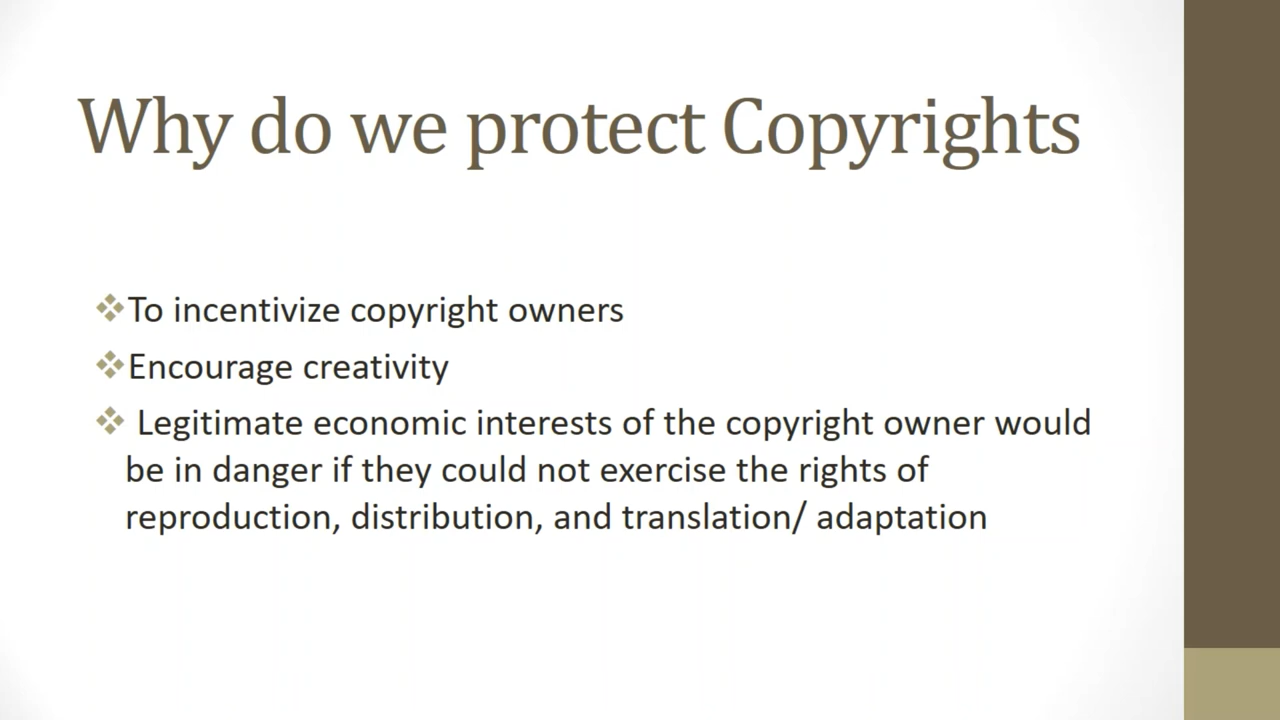 Why do we protect Copyrights
❖To incentivize copyright owners
❖Encourage creativity
❖ Legitimate economic interests of the copyright owner would
be in danger if they could not exercise the rights of
reproduction, distribution, and translation/ adaptation